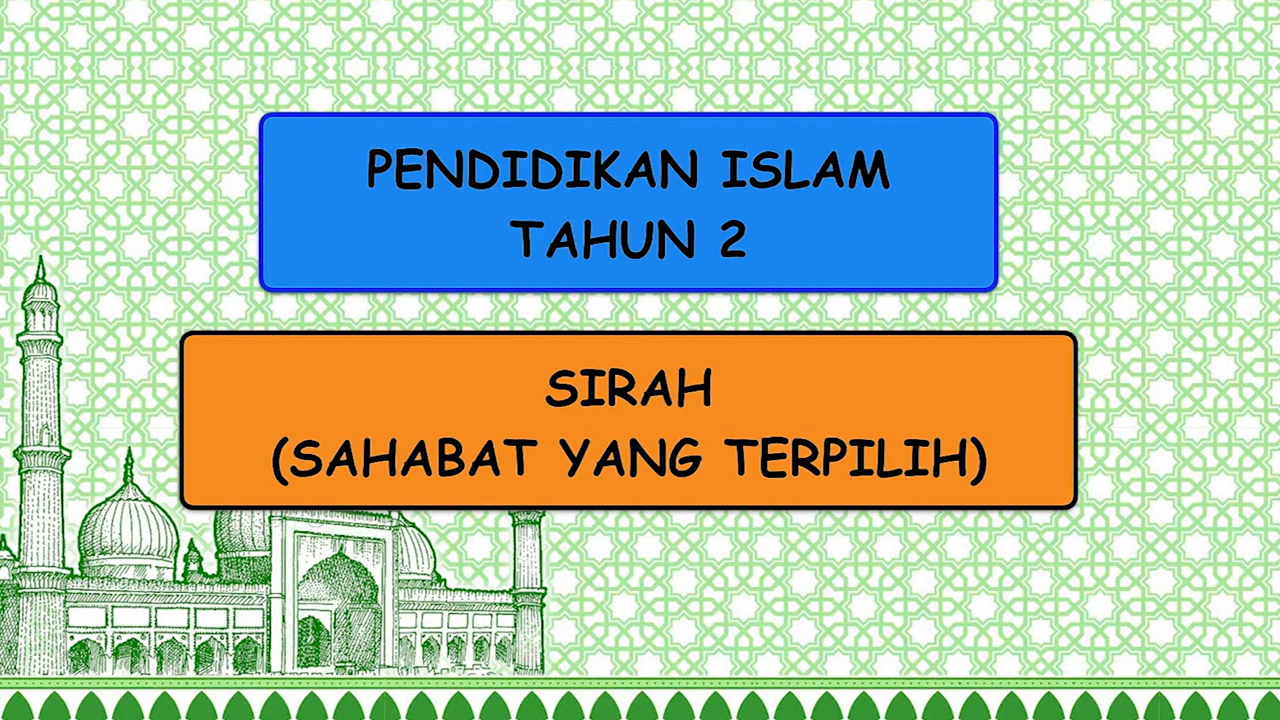 PENDIDIKAN ISLAM
TAHUN 2
SIRAH
(SAHABAT YANG TERPILIH)